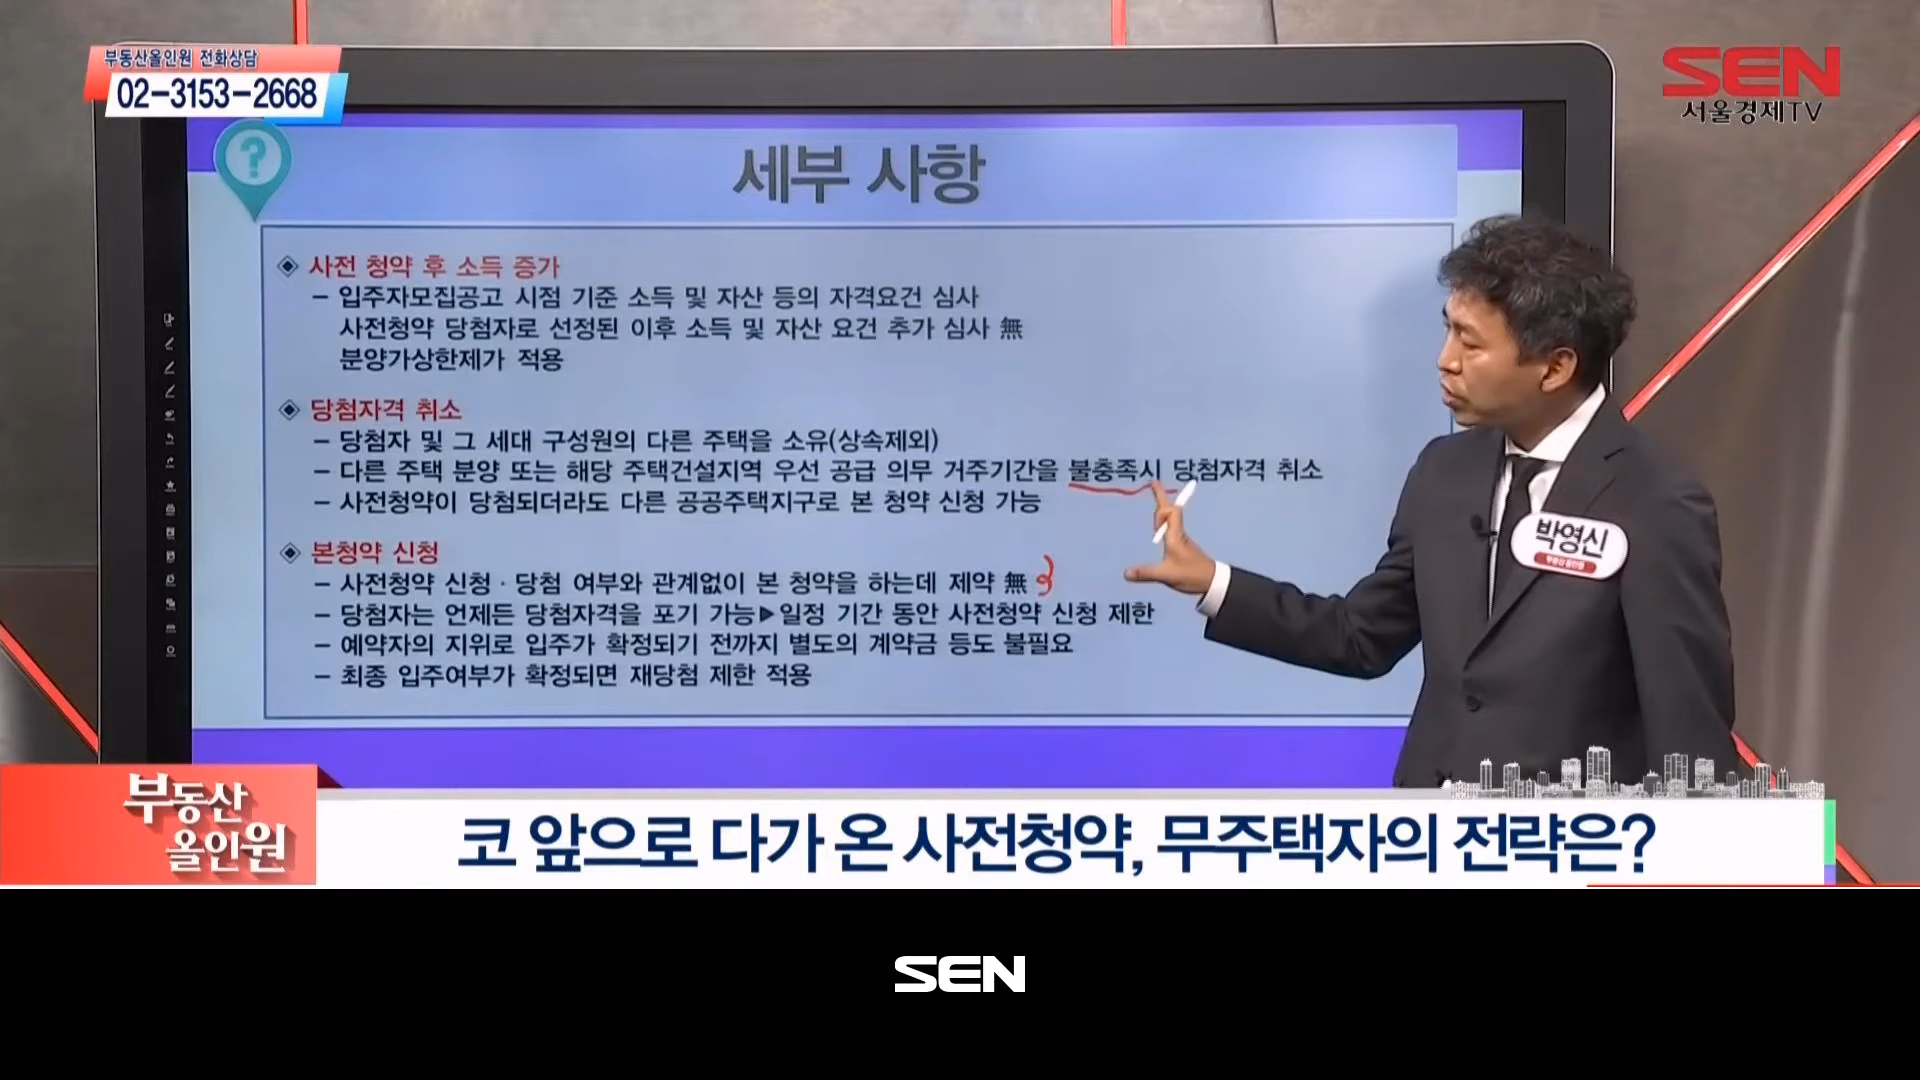 부동산올인원 전화상담
02-3153-2668
SEN
서울경제TV
?
세부 사항
◈ 사전 청약 후 소득 증가
– 입주자모집공고 시점 기준 소득 및 자산 등의 자격요건 심사
사전청약 당첨자로 선정된 이후 소득 및 자산 요건 추가 심사 無
분양가상한제가 적용
◈ 당첨자격 취소
– 당첨자 및 그 세대 구성원의 다른 주택을 소유(상속제외)
– 다른 주택 분양 또는 해당 주택건설지역 우선 공급 의무 거주기간을 불충족시 당첨자격 취소
– 사전청약이 당첨되더라도 다른 공공주택지구로 본 청약 신청 가능
◈ 본청약 신청
– 사전청약 신청·당첨 여부와 관계없이 본 청약을 하는데 제약 無
– 당첨자는 언제든 당첨자격을 포기 가능▶일정 기간 동안 사전청약 신청 제한
– 예약자의 지위로 입주가 확정되기 전까지 별도의 계약금 등도 불필요
– 최종 입주여부가 확정되면 재당첨 제한 적용
박영신
부동산 올인원
부동산
올인원
코 앞으로 다가 온 사전청약, 무주택자의 전략은?
SEN